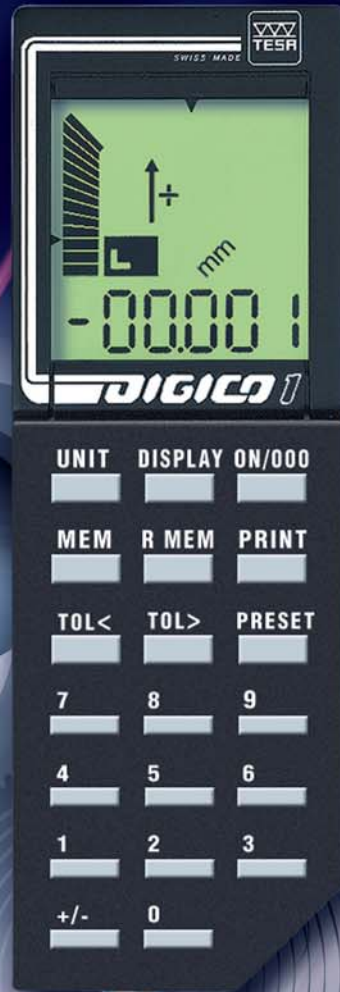 TESA
SWISS MADE
mm
-00.001
DIGICO 1
UNIT DISPLAY ON/000
MEM R MEM PRINT
TOL< TOL> PRESET
7 8 9
4 5 6
1 2 3
+/- 0